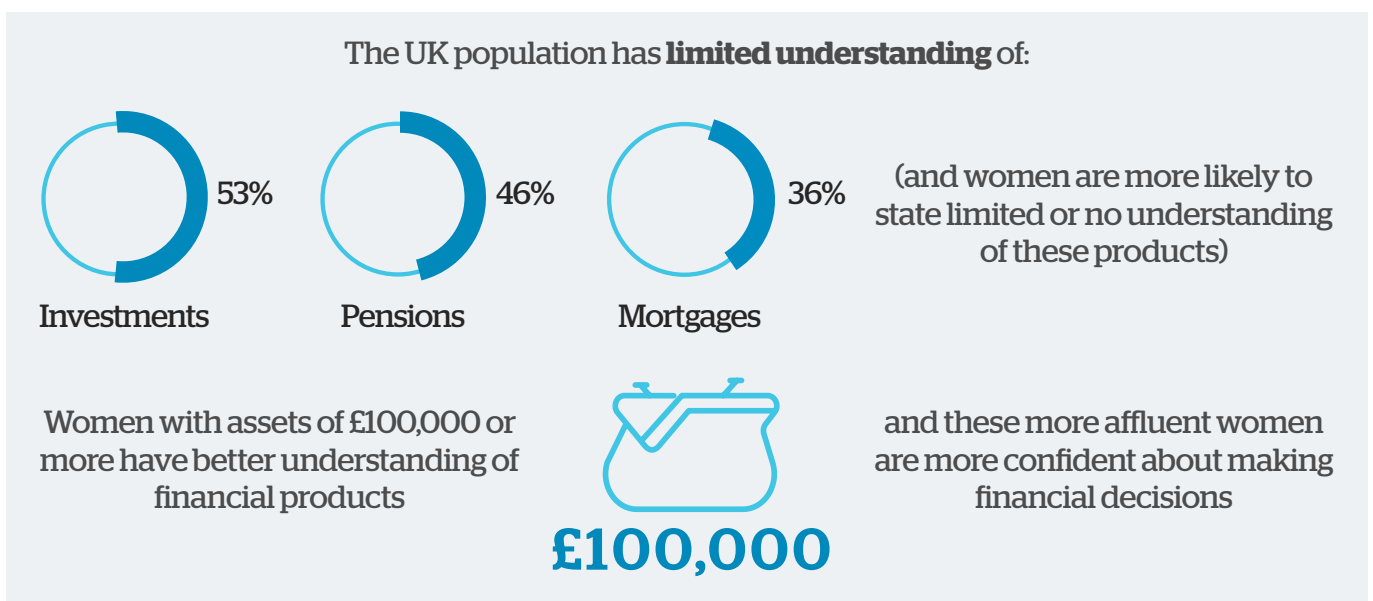 The UK population has limited understanding of:
53%
46%
36%
Investments
Pensions
Mortgages
(and women are more likely to
state limited or no understanding
of these products)
Women with assets of £100,000 or
more have better understanding of
financial products
£100,000
and these more affluent women
are more confident about making
financial decisions